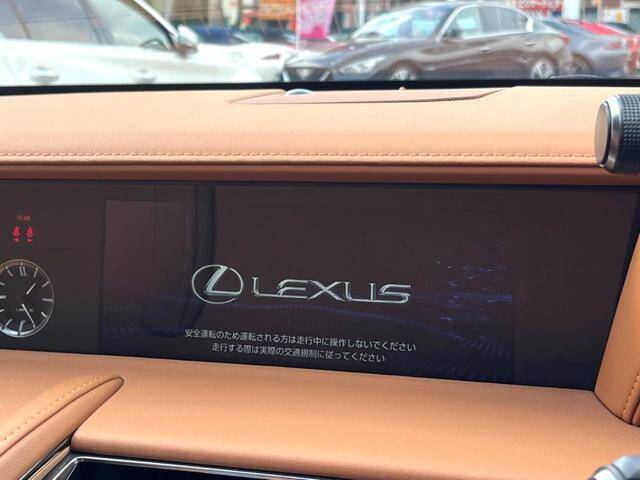 REAR
LEXUS
安全運転のため運転される方は走行中に操作しないでください
走行する際は実際の交通規制に従ってください